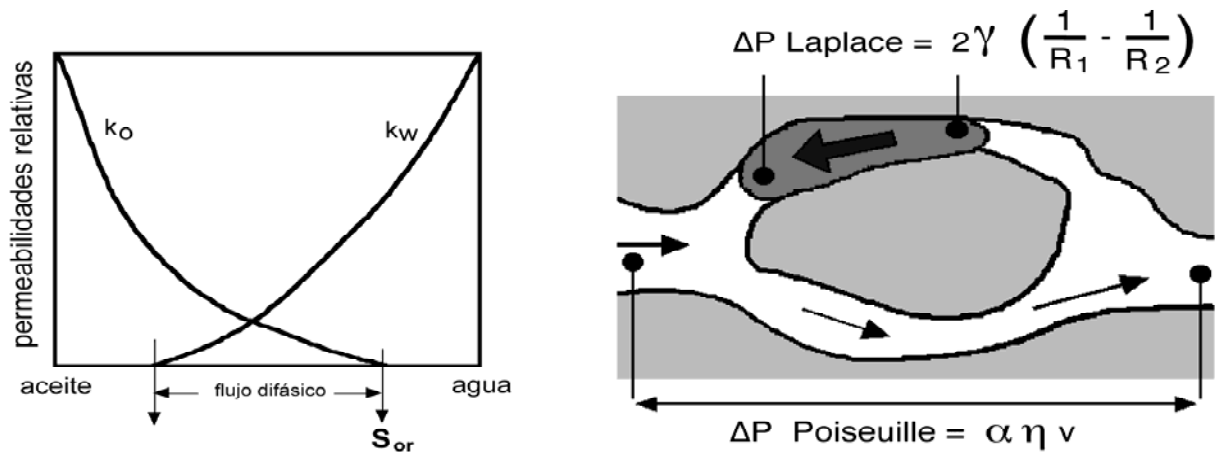 permeabilidades relativas
kO
kW
aceite
flujo difásico
agua
Sor
ΔP Laplace = 2γ ( 1/R1 - 1/R2 )
ΔP Poiseuille = α η v